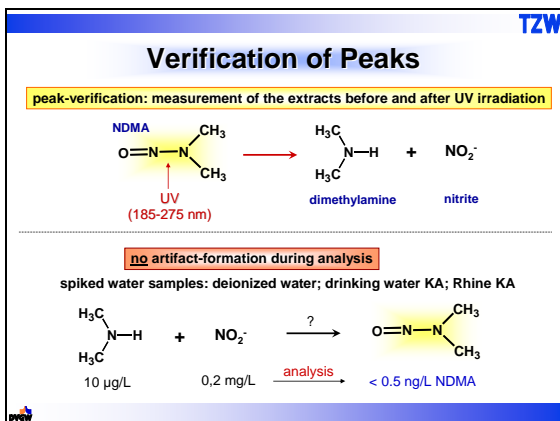 TZW
Verification of Peaks
peak-verification: measurement of the extracts before and after UV irradiation
NDMA
O=N–N
CH3
CH3
UV
(185-275 nm)
H3C
N–H
H3C
+
NO2-
dimethylamine
nitrite
no artifact-formation during analysis
spiked water samples: deionized water; drinking water KA; Rhine KA
H3C
N–H
H3C
+
NO2-
?
O=N–N
CH3
CH3
10 µg/L
0,2 mg/L
analysis
< 0.5 ng/L NDMA
DVGW